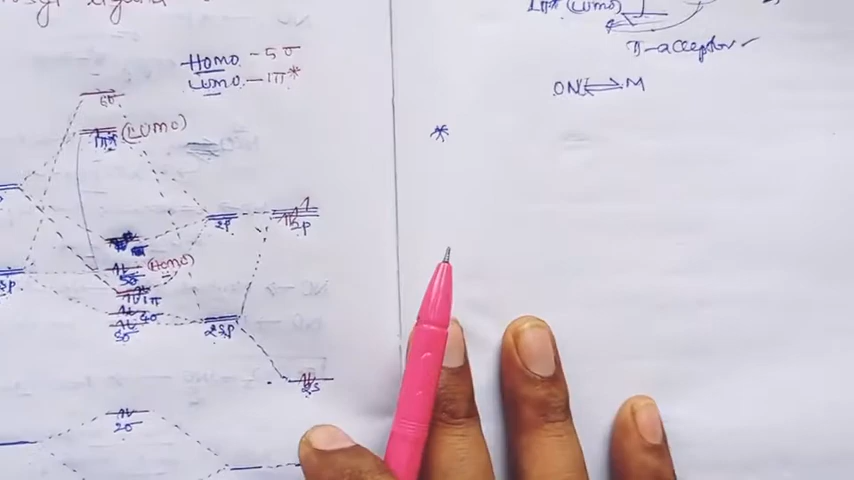 ligand
HOMO - 5σ
LUMO - 1π*
6σ
1π* (LUMO)
2p
2p
5σ (HOMO)
1π
4σ
3σ
2sp
2s
2σ
(LUMO)
π-acceptor
ON ⇌ M
*